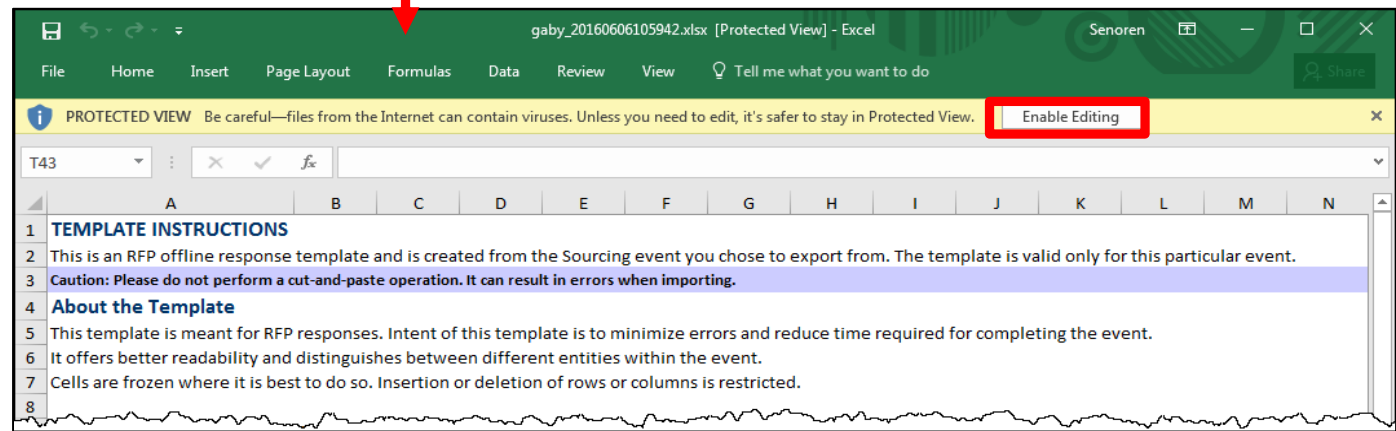 gaby_20160606105942.xlsx [Protected View] - Excel Senoren
File Home Insert Page Layout Formulas Data Review View Tell me what you want to do Share
PROTECTED VIEW Be careful—files from the Internet can contain viruses. Unless you need to edit, it's safer to stay in Protected View. Enable Editing
T43 fx
A B C D E F G H I J K L M N
1 TEMPLATE INSTRUCTIONS
2 This is an RFP offline response template and is created from the Sourcing event you chose to export from. The template is valid only for this particular event.
3 Caution: Please do not perform a cut-and-paste operation. It can result in errors when importing.
4 About the Template
5 This template is meant for RFP responses. Intent of this template is to minimize errors and reduce time required for completing the event.
6 It offers better readability and distinguishes between different entities within the event.
7 Cells are frozen where it is best to do so. Insertion or deletion of rows or columns is restricted.
8